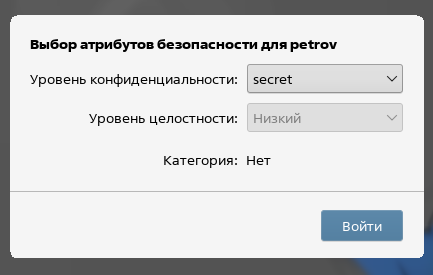 Выбор атрибутов безопасности для petrov
Уровень конфиденциальности: secret
Уровень целостности: Низкий
Категория: Нет
Войти